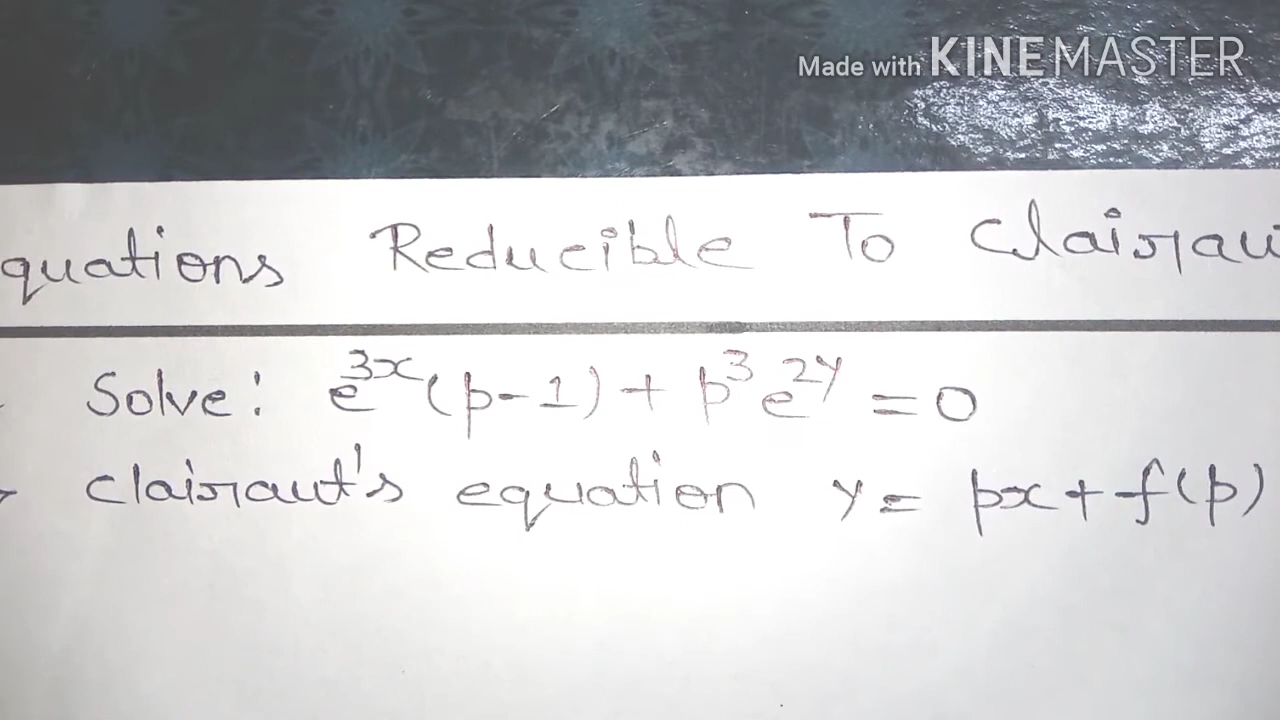 Made with KINEMASTER
quations Reducible To Clairau
Solve: e^{3x}(p-1) + p^3 e^{2y} = 0
Clairaut's equation y = px + f(p)